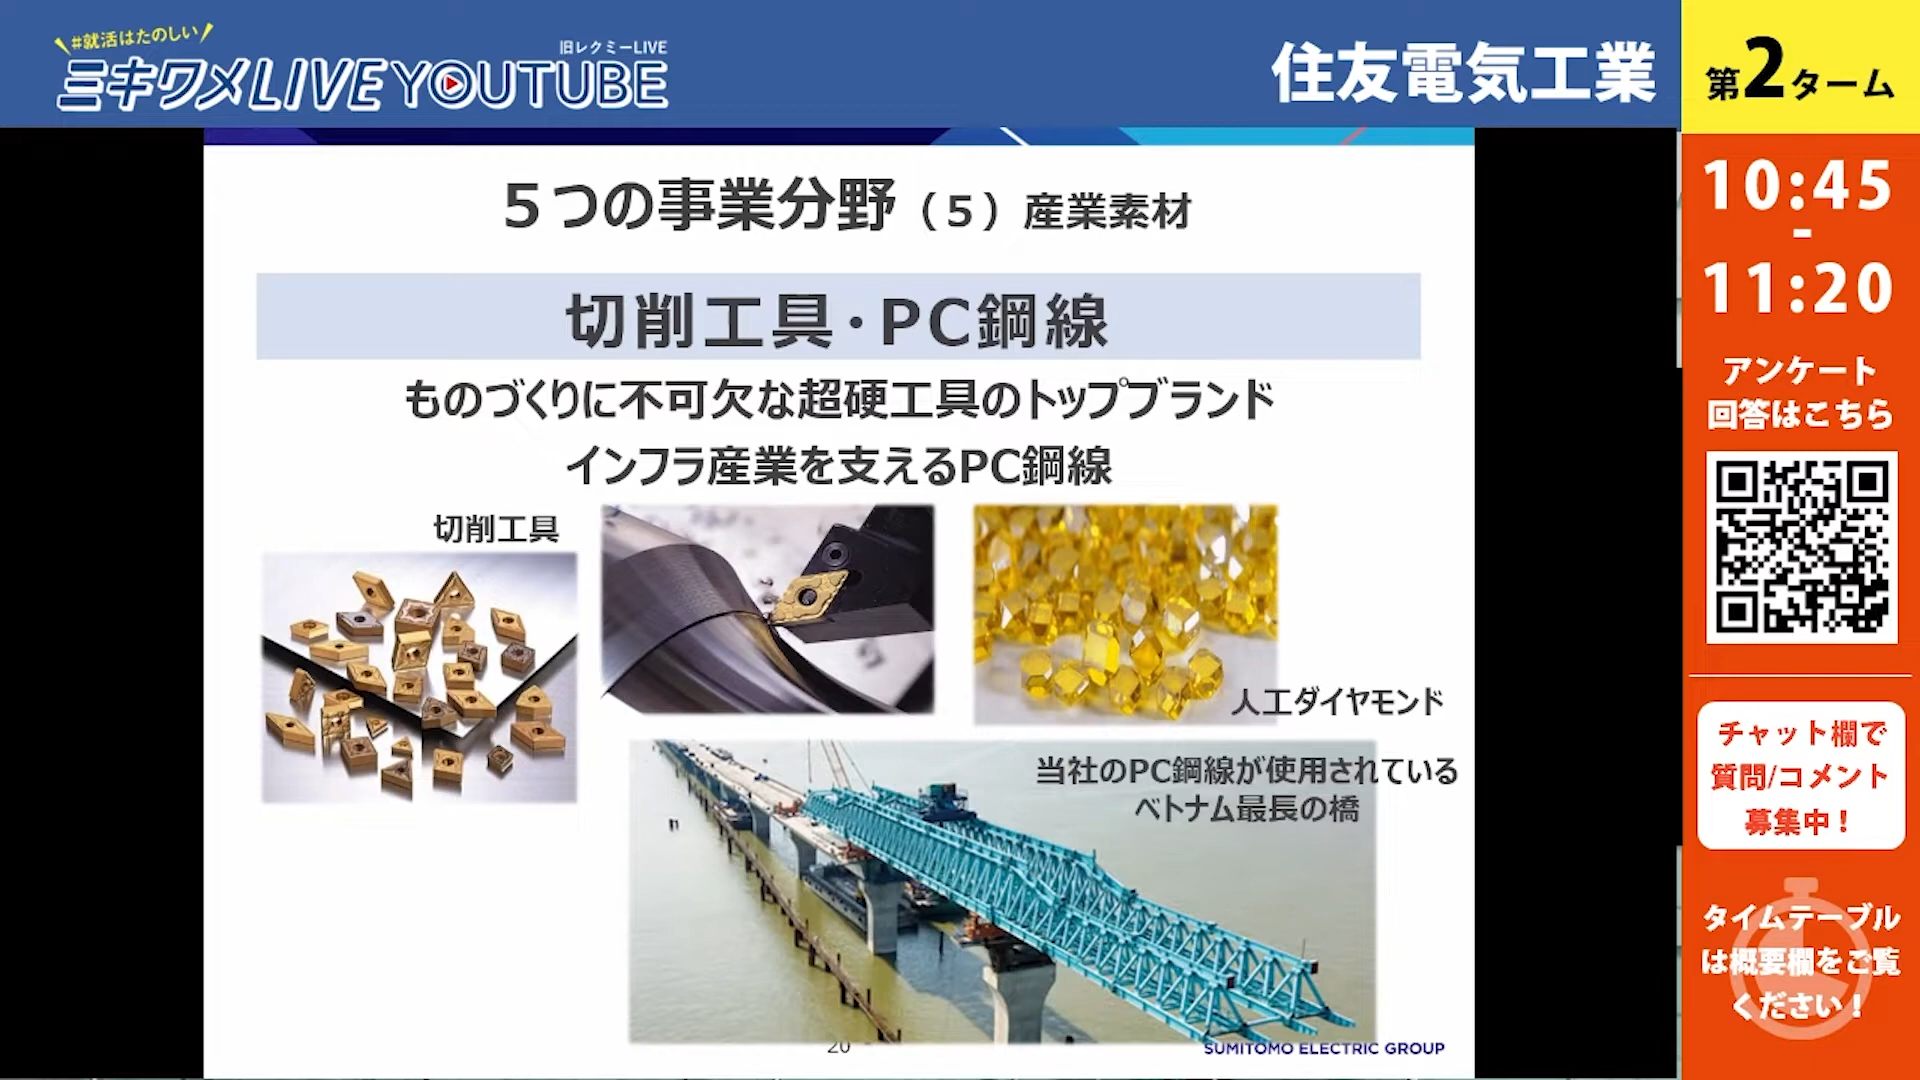 #就活はたのしい
旧レクミーLIVE
ミキワメLIVE YOUTUBE
住友電気工業
第2ターム
5つの事業分野（5）産業素材
切削工具・PC鋼線
ものづくりに不可欠な超硬工具のトップブランド
インフラ産業を支えるPC鋼線
切削工具
人工ダイヤモンド
当社のPC鋼線が使用されている
ベトナム最長の橋
20
SUMITOMO ELECTRIC GROUP
10:45
-
11:20
アンケート
回答はこちら
チャット欄で
質問/コメント
募集中！
タイムテーブル
は概要欄をご覧
ください！